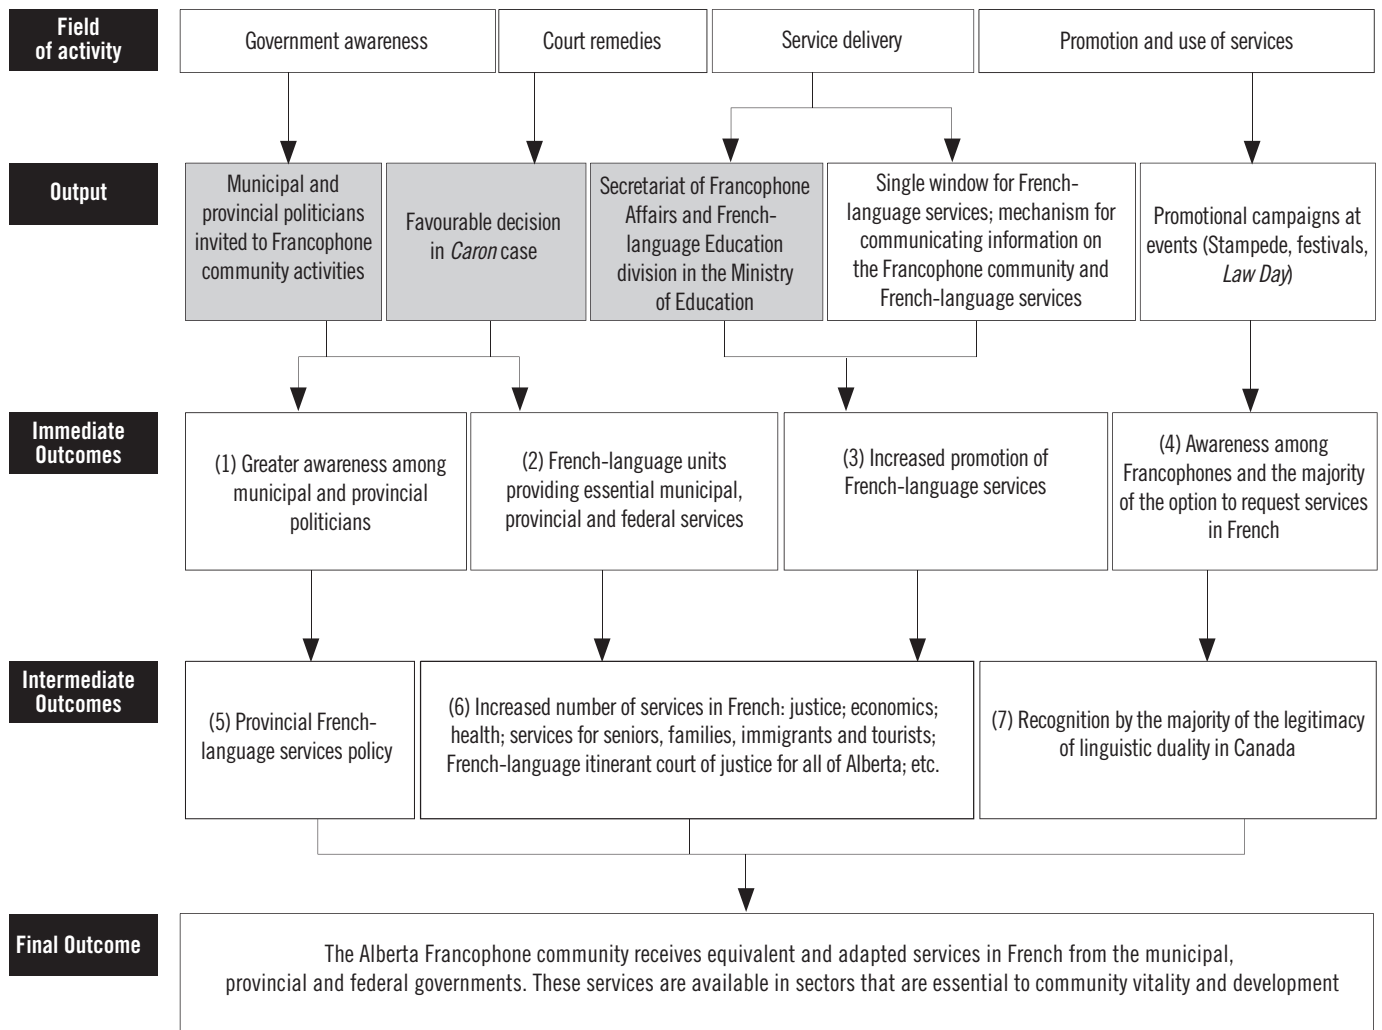 Field
of activity
Government awareness
Court remedies
Service delivery
Promotion and use of services
Output
Municipal and
provincial politicians
invited to Francophone
community activities
Favourable decision
in Caron case
Secretariat of Francophone
Affairs and French-
language Education
division in the Ministry
of Education
Single window for French-
language services; mechanism for
communicating information on
the Francophone community and
French-language services
Promotional campaigns at
events (Stampede, festivals,
Law Day)
Immediate
Outcomes
(1) Greater awareness among
municipal and provincial
politicians
(2) French-language units
providing essential municipal,
provincial and federal services
(3) Increased promotion of
French-language services
(4) Awareness among
Francophones and the majority
of the option to request services
in French
Intermediate
Outcomes
(5) Provincial French-
language services policy
(6) Increased number of services in French: justice; economics;
health; services for seniors, families, immigrants and tourists;
French-language itinerant court of justice for all of Alberta; etc.
(7) Recognition by the majority of the legitimacy
of linguistic duality in Canada
Final Outcome
The Alberta Francophone community receives equivalent and adapted services in French from the municipal,
provincial and federal governments. These services are available in sectors that are essential to community vitality and development